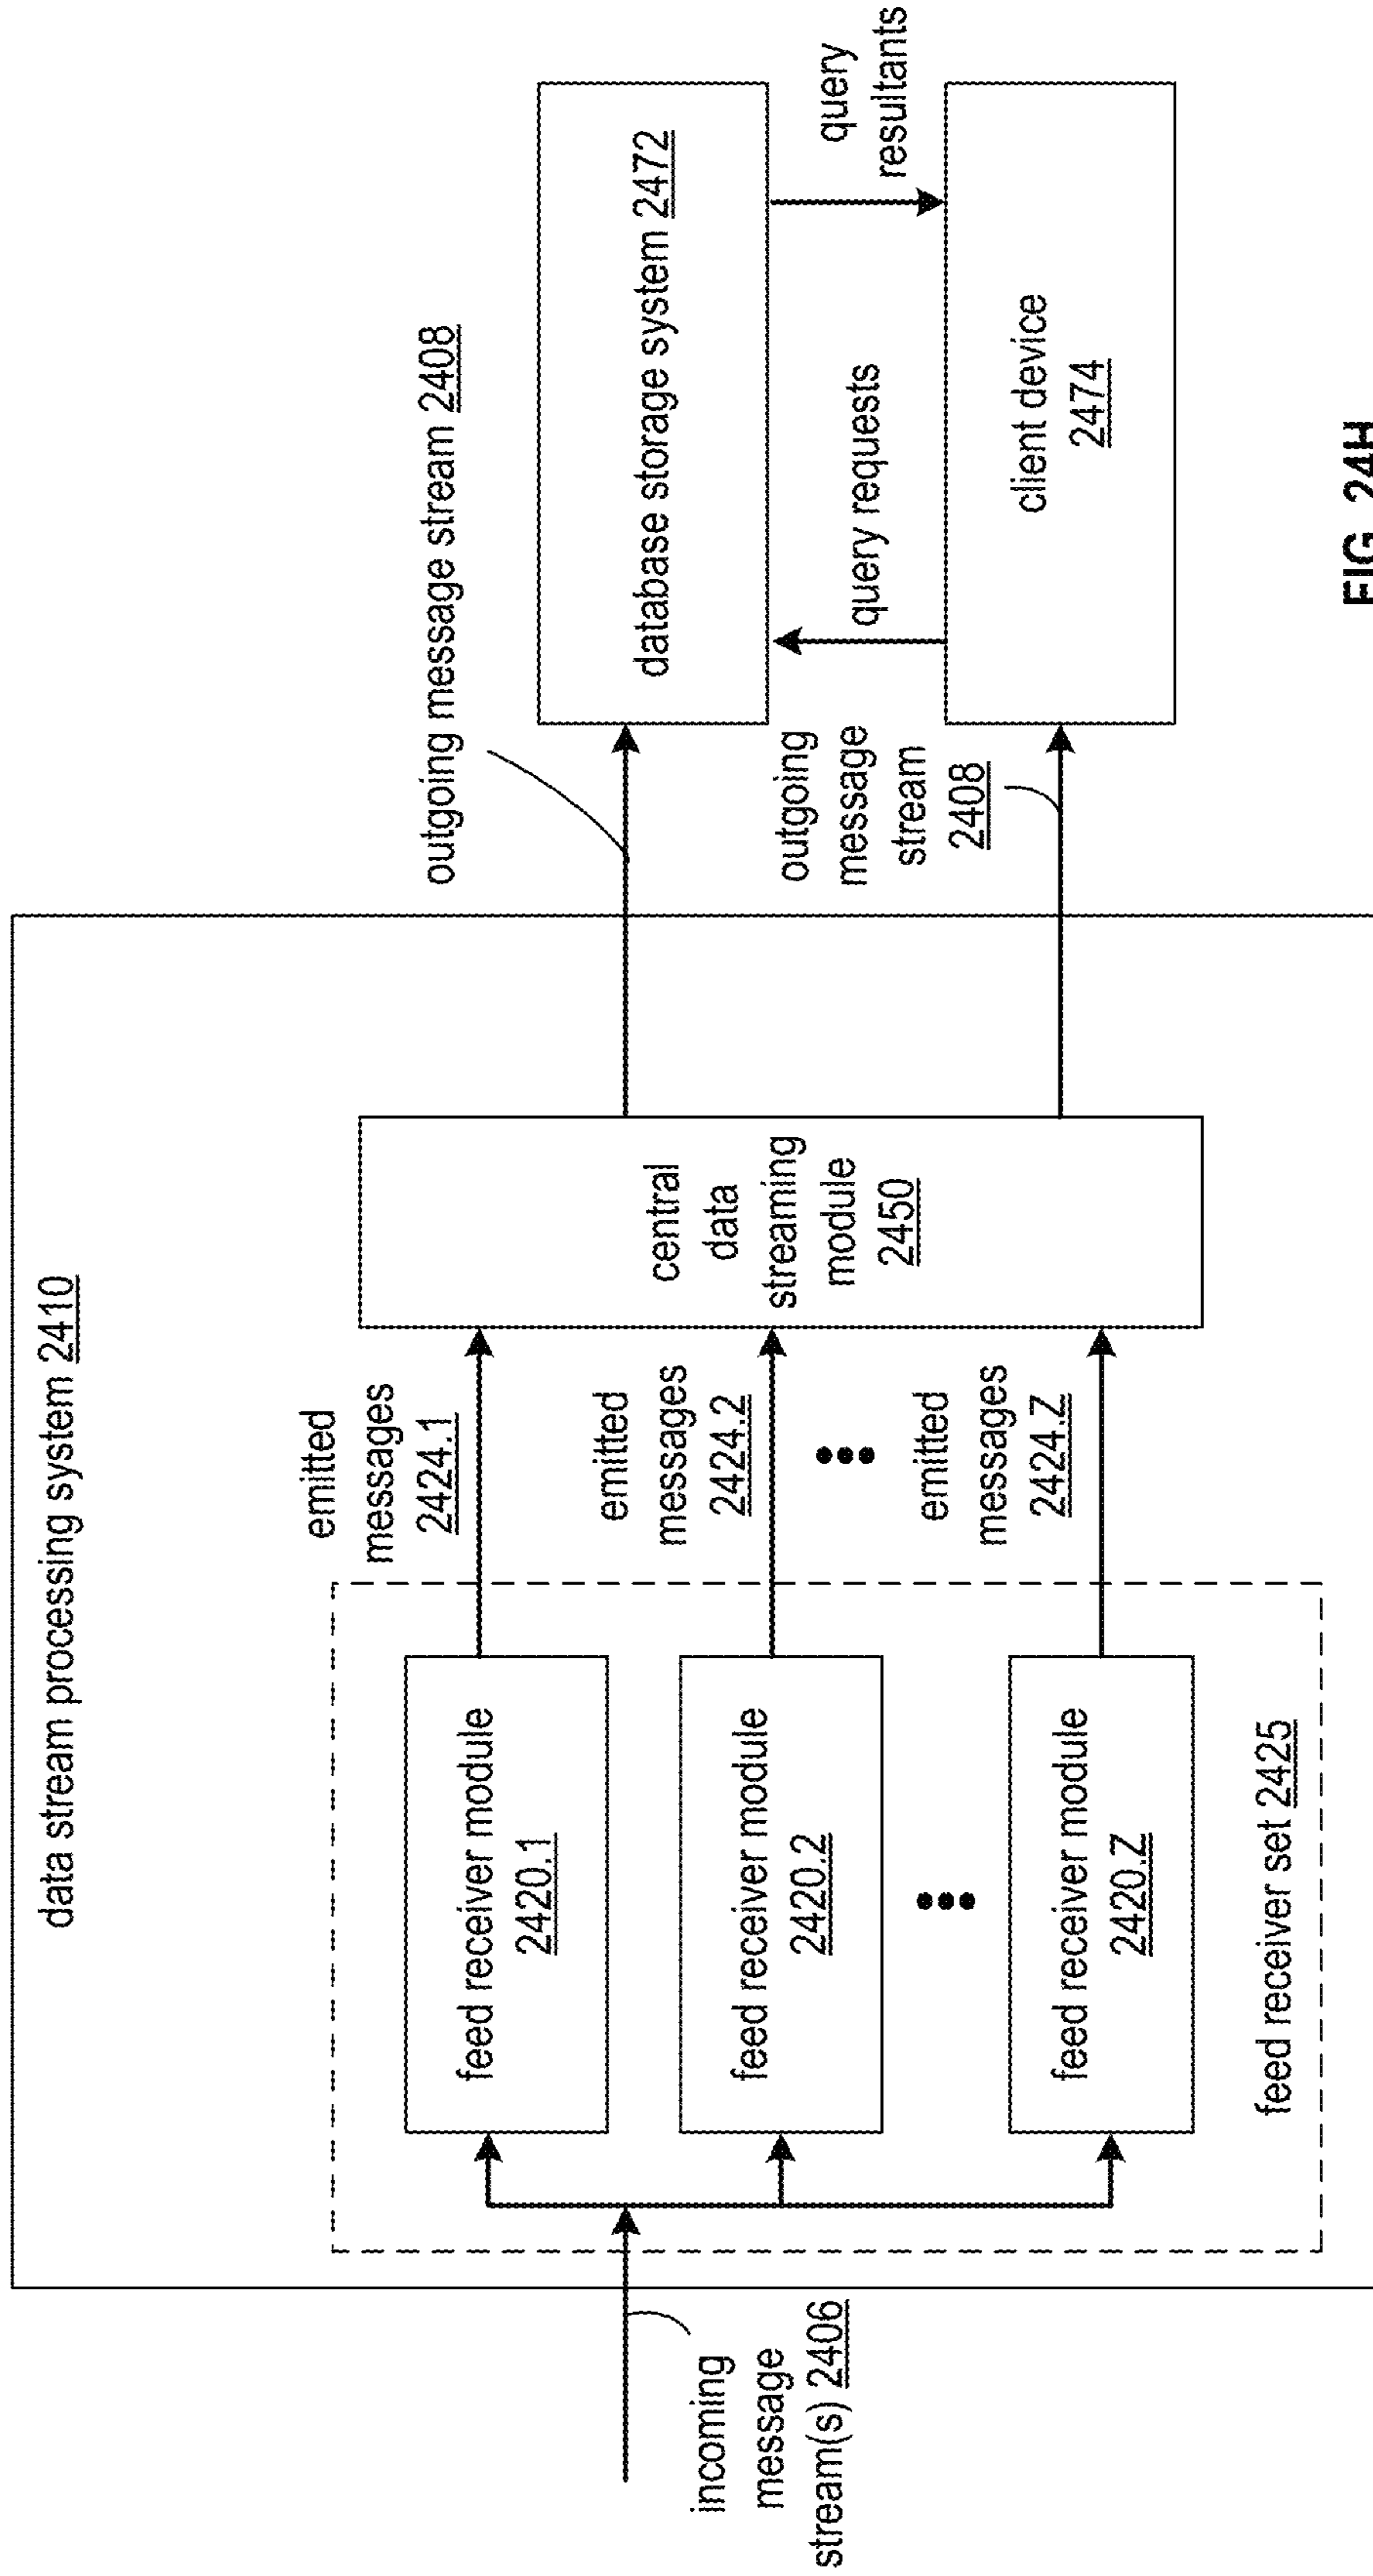 data stream processing system 2410
incoming
message
stream(s) 2406
feed receiver module
2420.1
feed receiver module
2420.2
feed receiver module
2420.Z
feed receiver set 2425
emitted
messages
2424.1
emitted
messages
2424.2
emitted
messages
2424.Z
central
data
streaming
module
2450
outgoing message stream 2408
outgoing
message
stream
2408
database storage system 2472
query requests
query
resultants
client device
2474
FIG. 24H